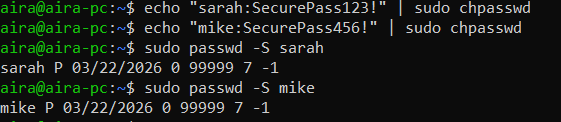 aira@aira-pc:~$ echo "sarah:SecurePass123!" | sudo chpasswd
aira@aira-pc:~$ echo "mike:SecurePass456!" | sudo chpasswd
aira@aira-pc:~$ sudo passwd -S sarah
sarah P 03/22/2026 0 99999 7 -1
aira@aira-pc:~$ sudo passwd -S mike
mike P 03/22/2026 0 99999 7 -1